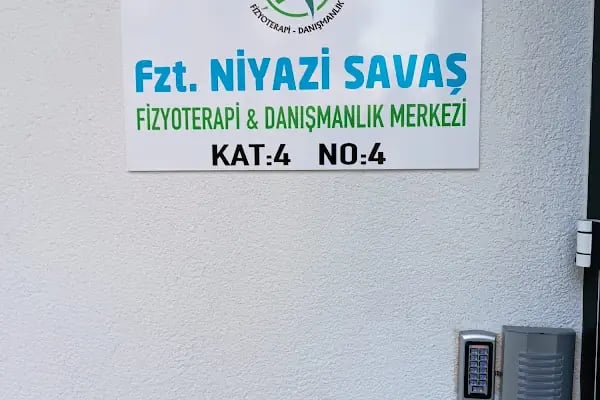 FİZYOTERAPİ - DANIŞMANLIK
Fzt. NİYAZİ SAVAŞ
FİZYOTERAPİ & DANIŞMANLIK MERKEZİ
KAT:4 NO:4